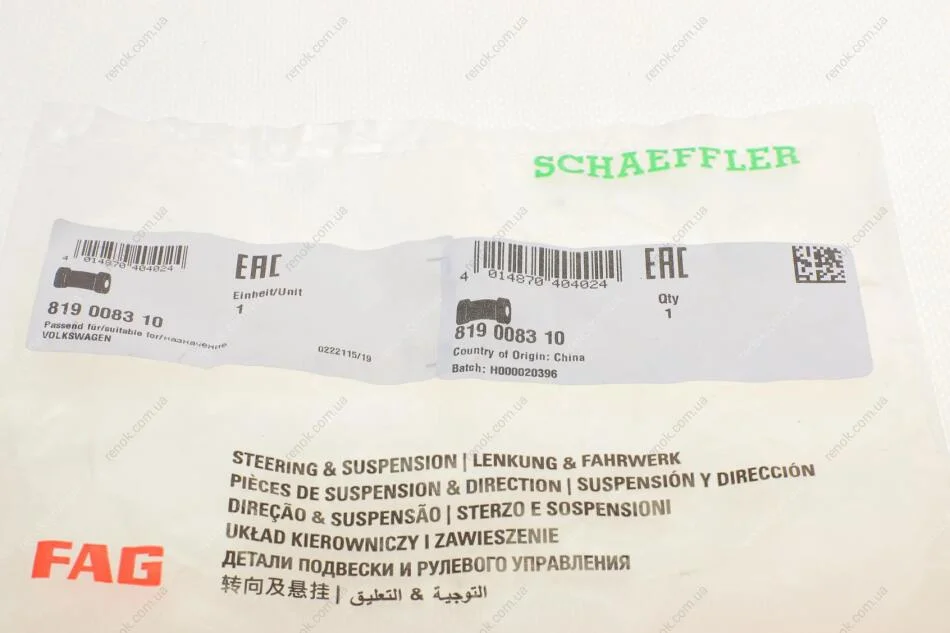 SCHAEFFLER
4 014870 404024
EAC
Einheit/Unit
1
819 0083 10
Passend für/suitable for/назначение
VOLKSWAGEN
0222115/19
4 014870 404024
EAC
Qty
1
819 0083 10
Country of Origin: China
Batch: H000020396
STEERING & SUSPENSION | LENKUNG & FAHRWERK
PIÈCES DE SUSPENSION & DIRECTION | SUSPENSIÓN Y DIRECCIÓN
DIREÇÃO & SUSPENSÃO | STERZO E SOSPENSIONI
UKŁAD KIEROWNICZY I ZAWIESZENIE
ДЕТАЛИ ПОДВЕСКИ И РУЛЕВОГО УПРАВЛЕНИЯ
转向及悬挂 | التوجية & التعليق
FAG
renok.com.ua